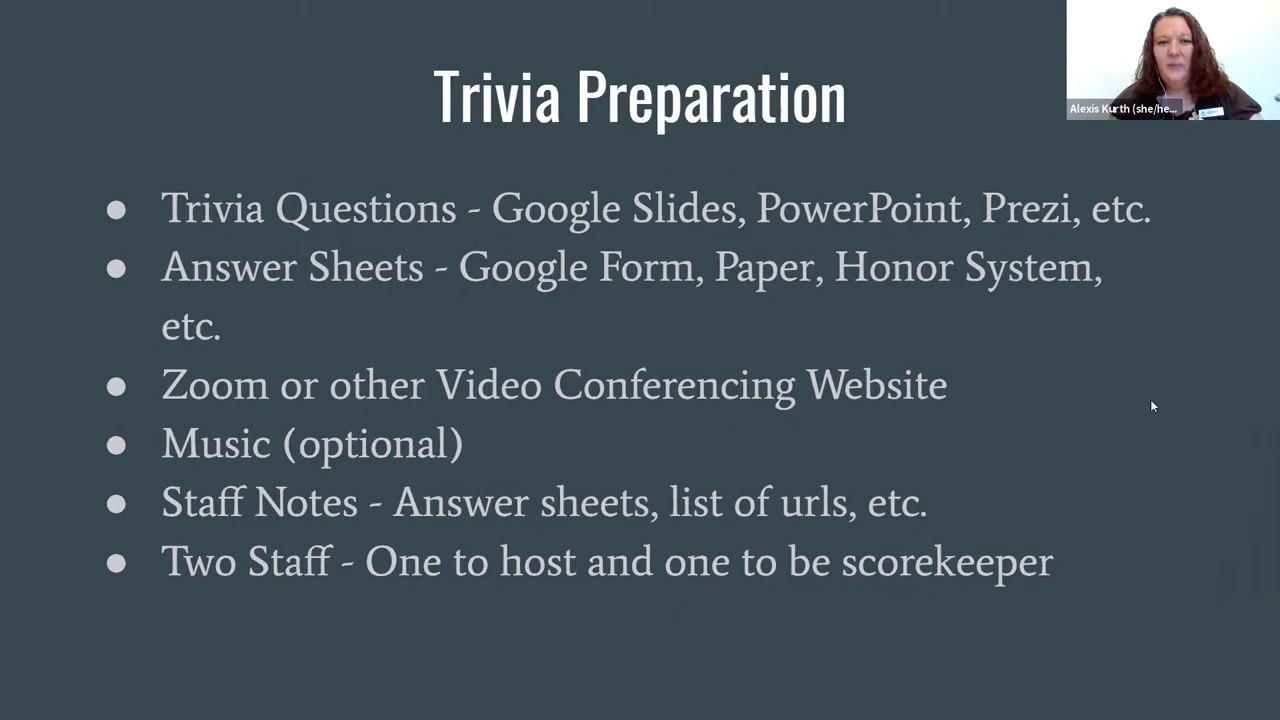 Trivia Preparation
Alexis Kurth (she/he...
● Trivia Questions - Google Slides, PowerPoint, Prezi, etc.
● Answer Sheets - Google Form, Paper, Honor System,
etc.
● Zoom or other Video Conferencing Website
● Music (optional)
● Staff Notes - Answer sheets, list of urls, etc.
● Two Staff - One to host and one to be scorekeeper